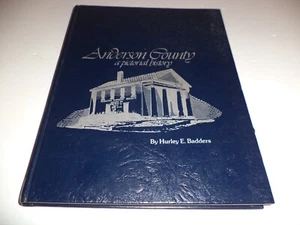 Anderson County
a pictorial history
By Hurley E. Badders